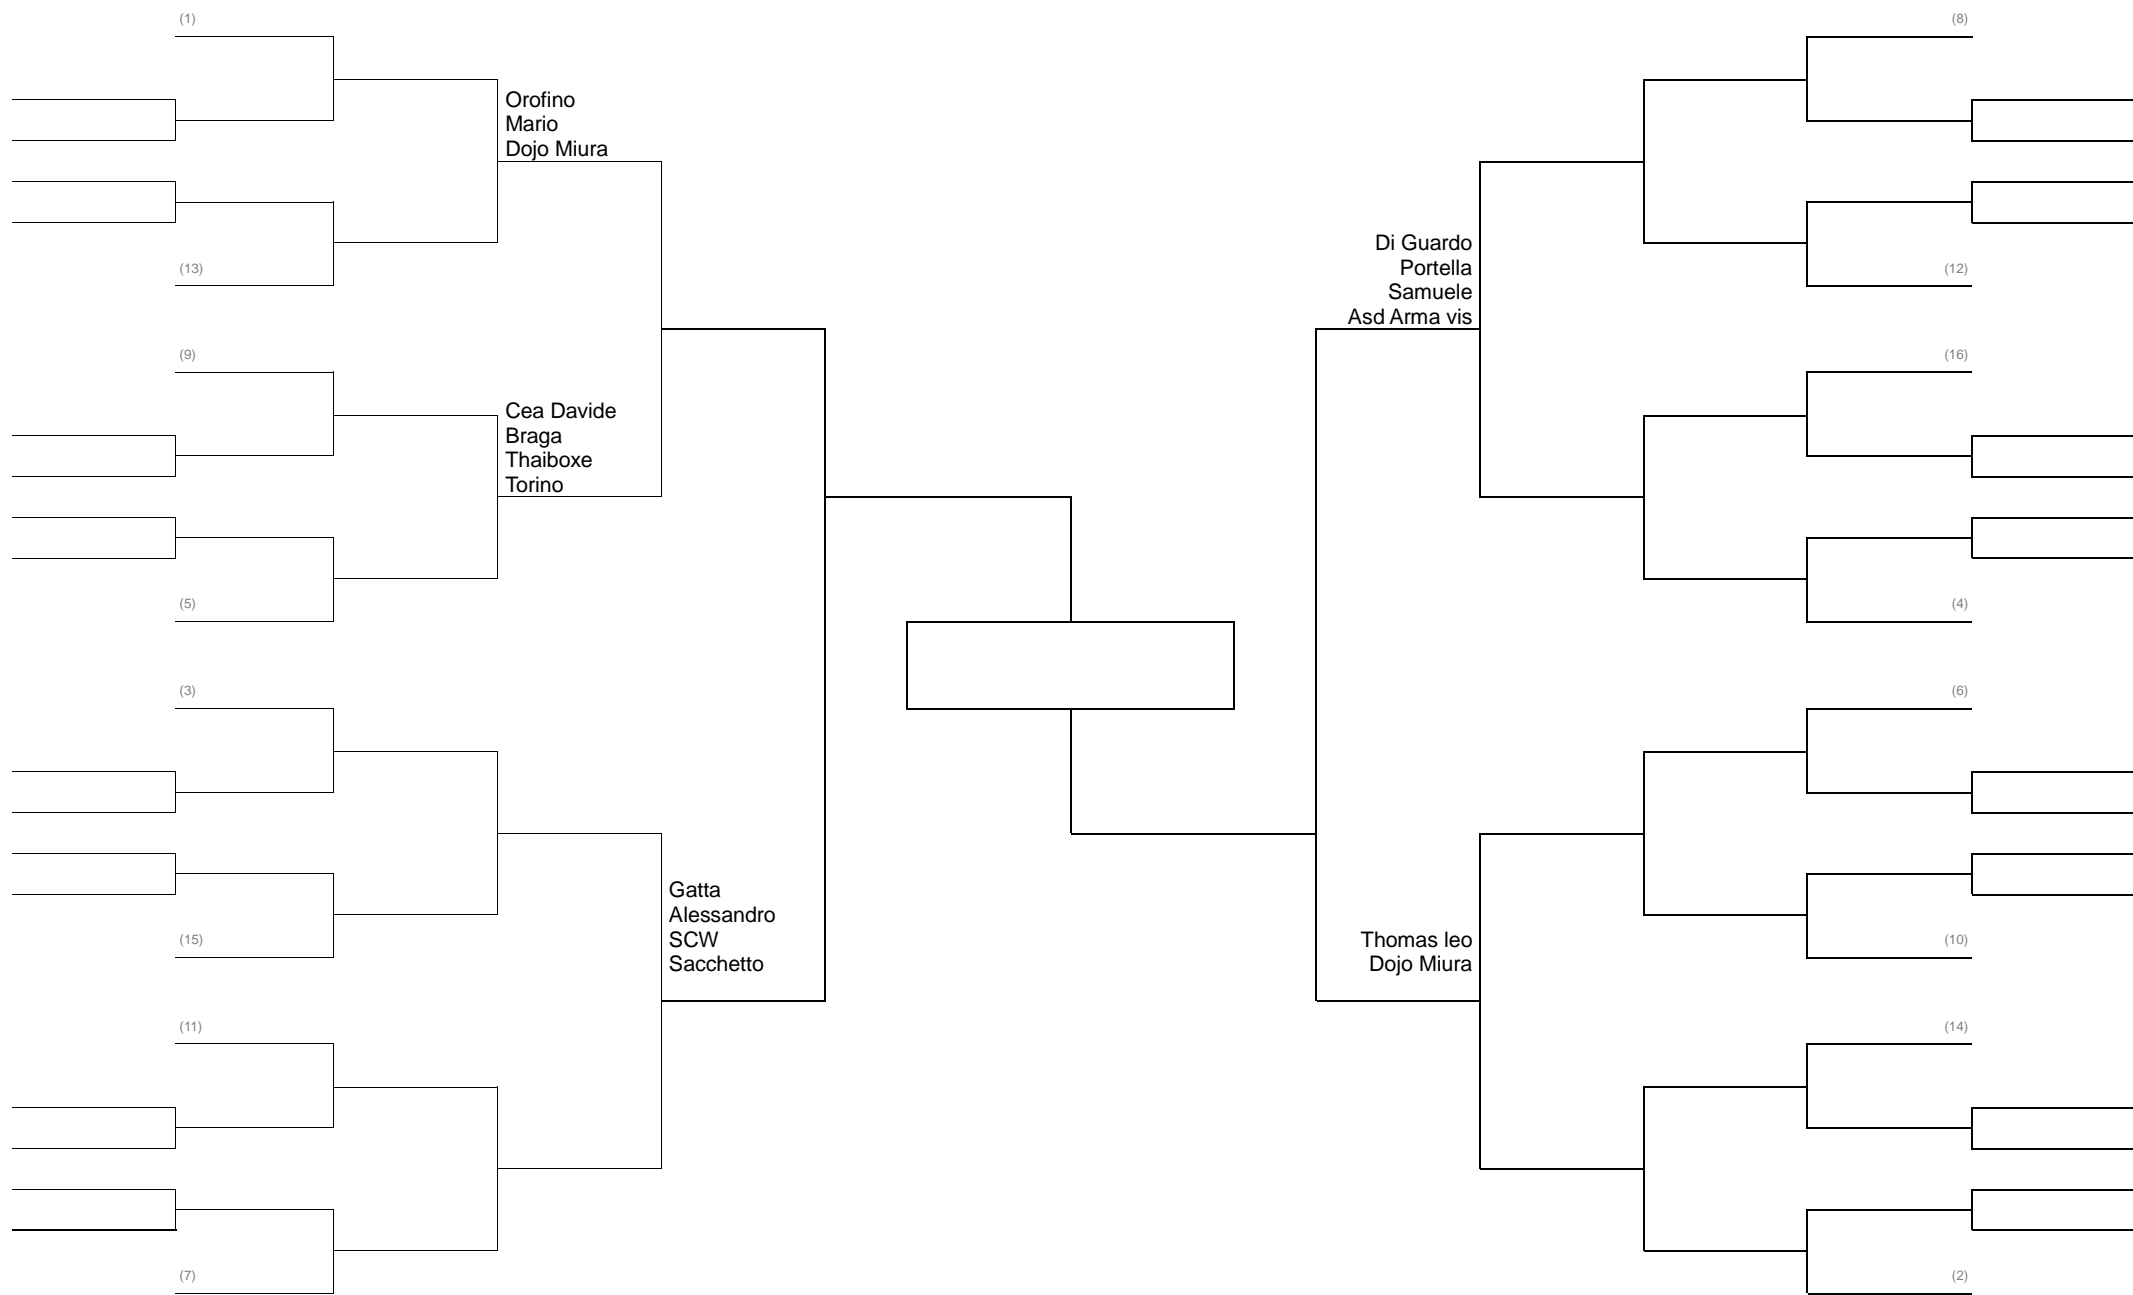 (1)
Orofino
Mario
Dojo Miura
(13)
(9)
Cea Davide
Braga
Thaiboxe
Torino
(5)
(3)
(15)
Gatta
Alessandro
SCW
Sacchetto
(11)
(7)
(8)
Di Guardo
Portella
Samuele
Asd Arma vis
(12)
(16)
(4)
(6)
Thomas leo
Dojo Miura
(10)
(14)
(2)